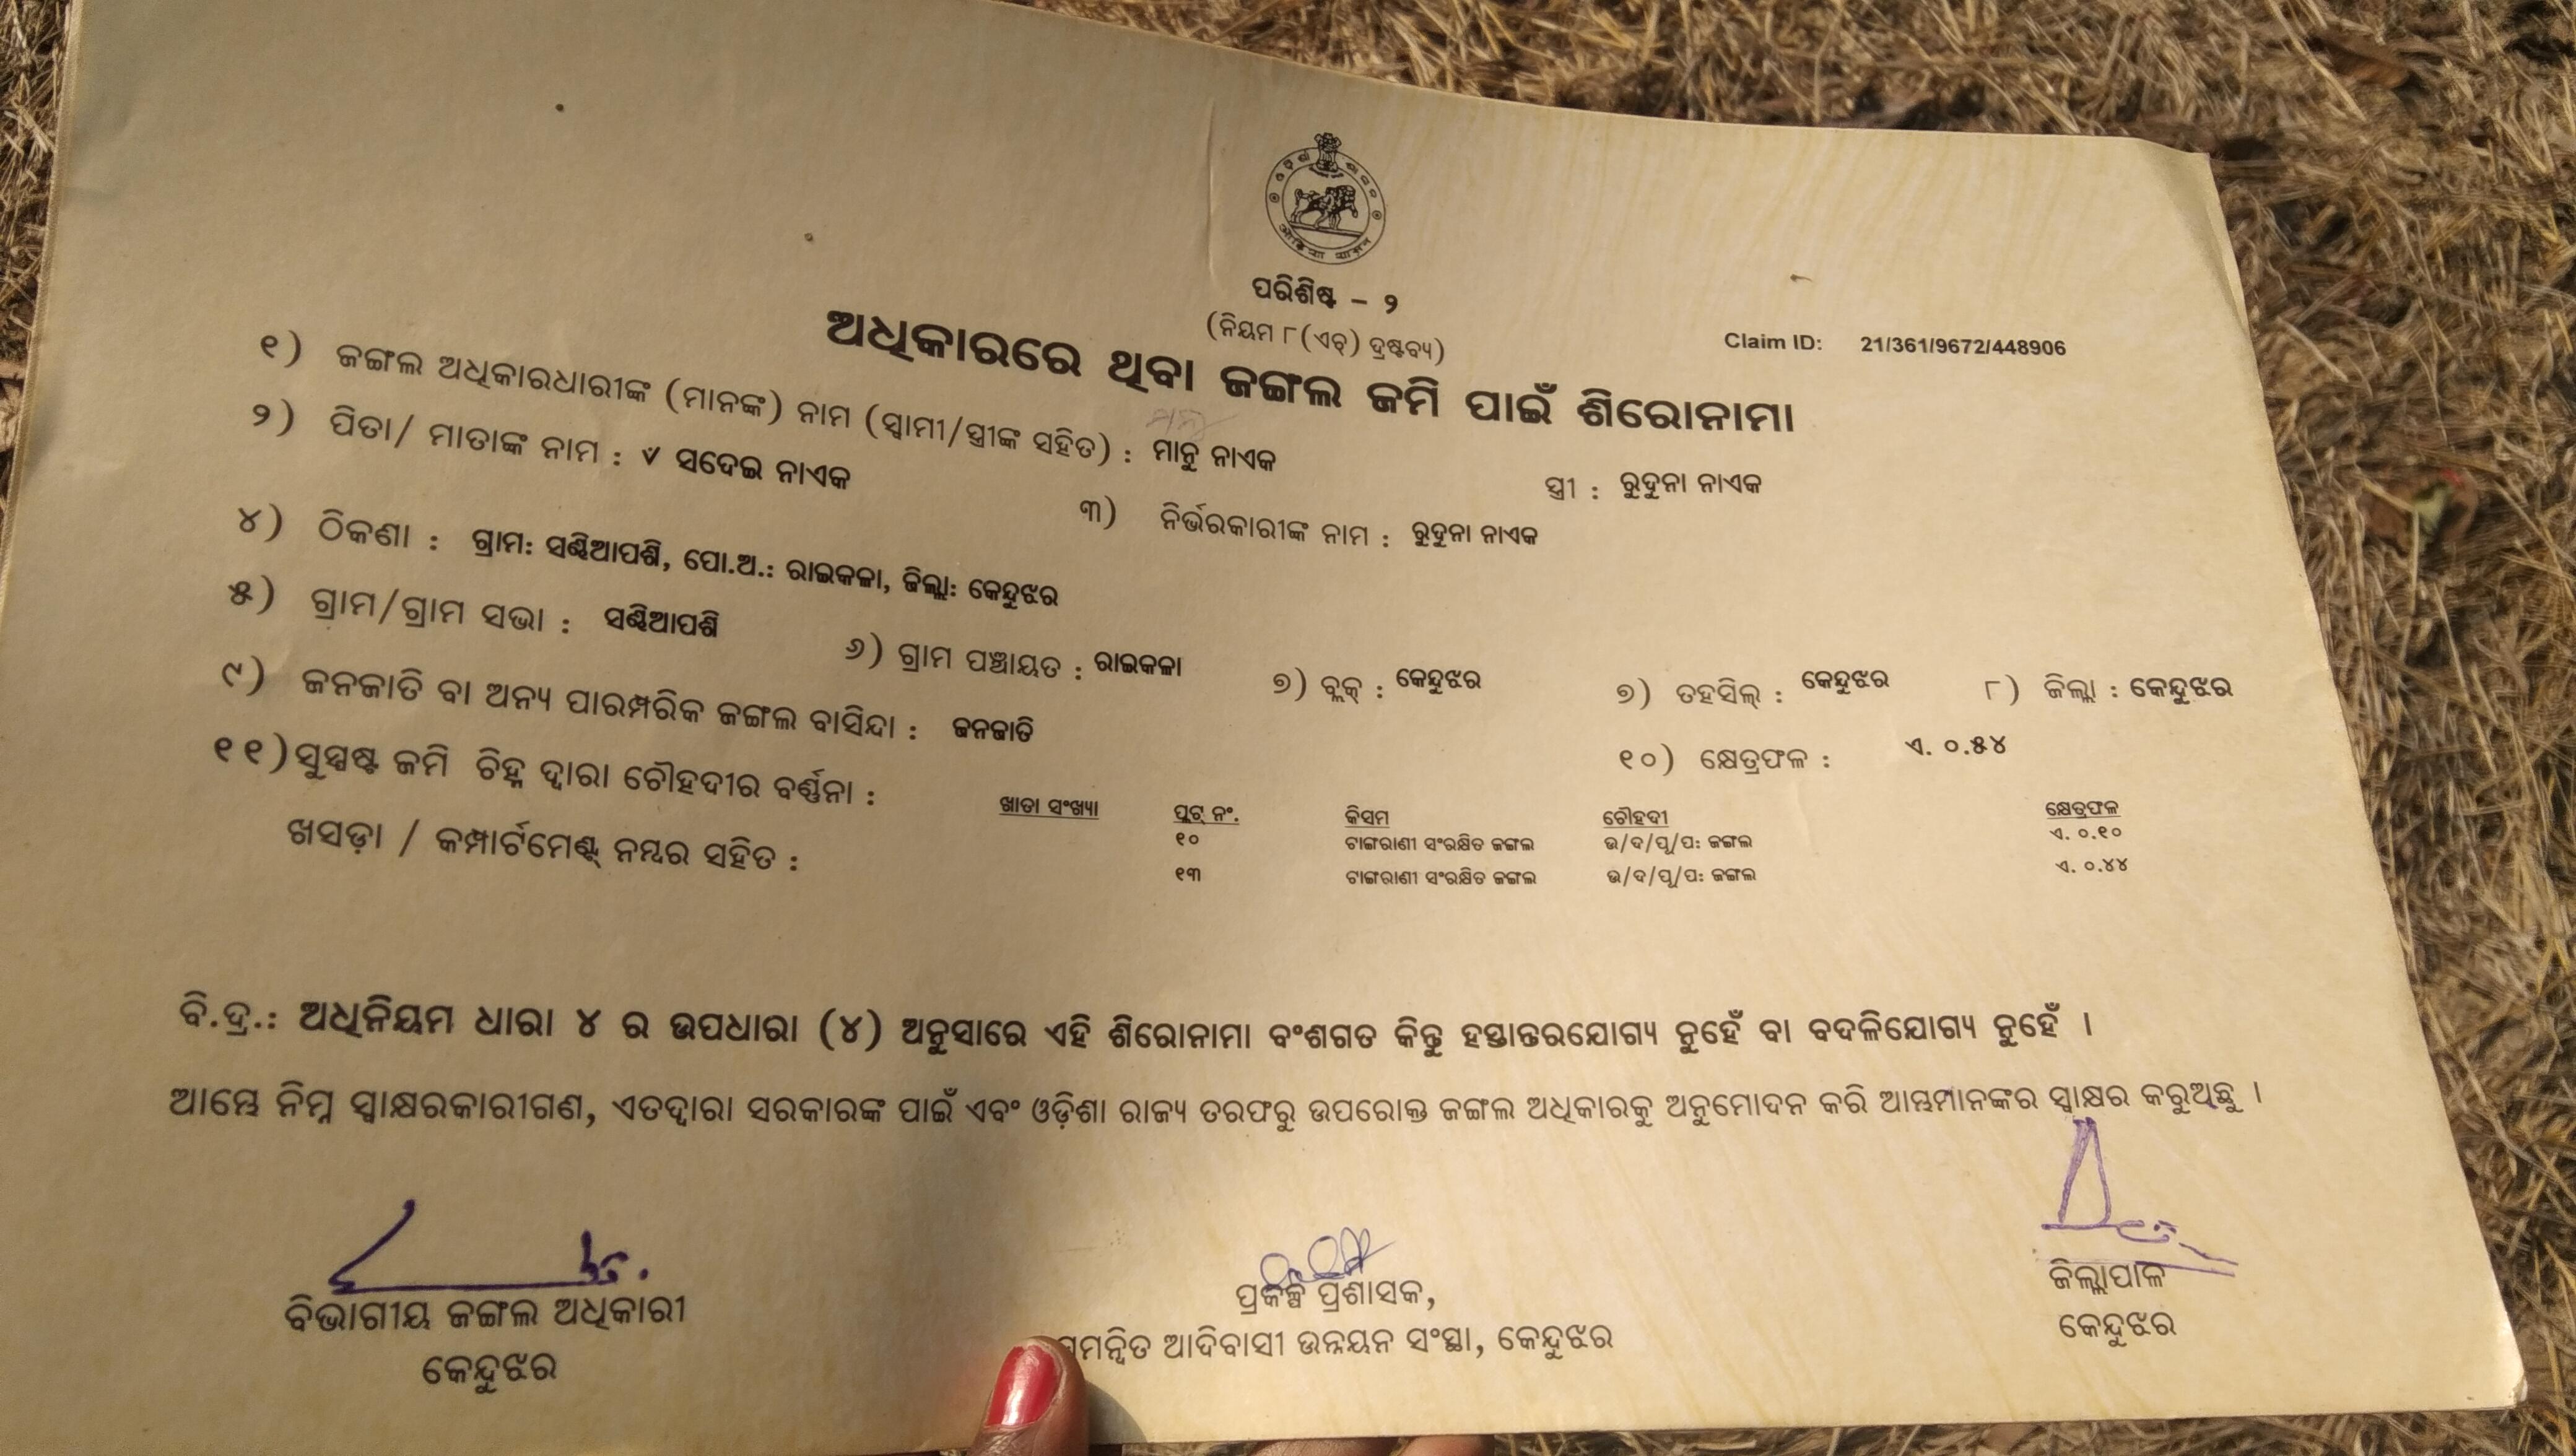 ପରିଶିଷ୍ଟ – ୨
(ନିୟମ ୮(ଏଚ୍) ଦ୍ରଷ୍ଟବ୍ୟ)
Claim ID: 21/361/9672/448906
ଅଧିକାରରେ ଥିବା ଜଙ୍ଗଲ ଜମି ପାଇଁ ଶିରୋନାମା
୧) ଜଙ୍ଗଲ ଅଧିକାରଧାରୀଙ୍କ (ମାନଙ୍କ) ନାମ (ସ୍ୱାମୀ/ସ୍ତ୍ରୀଙ୍କ ସହିତ) : ମାନୁ ନାଏକ ସ୍ତ୍ରୀ : ରୁଦୁନା ନାଏକ
୨) ପିତା/ ମାତାଙ୍କ ନାମ : ସଦେଇ ନାଏକ ୩) ନିର୍ଭରକାରୀଙ୍କ ନାମ : ରୁଦୁନା ନାଏକ
୪) ଠିକଣା : ଗ୍ରାମ: ସଣ୍ଢିଆପଶି, ପୋ.ଅ.: ରାଇକଳା, ଜିଲ୍ଲା: କେନ୍ଦୁଝର
୫) ଗ୍ରାମ/ଗ୍ରାମ ସଭା : ସଣ୍ଢିଆପଶି ୬) ଗ୍ରାମ ପଞ୍ଚାୟତ : ରାଇକଳା ୭) ବ୍ଲକ୍ : କେନ୍ଦୁଝର ୭) ତହସିଲ୍ : କେନ୍ଦୁଝର ୮) ଜିଲ୍ଲା : କେନ୍ଦୁଝର
୯) ଜନଜାତି ବା ଅନ୍ୟ ପାରମ୍ପରିକ ଜଙ୍ଗଲ ବାସିନ୍ଦା : ଜନଜାତି ୧୦) କ୍ଷେତ୍ରଫଳ : ଏ. ୦.୫୪
୧୧) ସୁସ୍ପଷ୍ଟ ଜମି ଚିହ୍ନ ଦ୍ୱାରା ଚୌହଦୀର ବର୍ଣ୍ଣନା :
ଖସଡ଼ା / କମ୍ପାର୍ଟମେଣ୍ଟ୍ ନମ୍ବର ସହିତ :
ଖାତା ସଂଖ୍ୟା ପ୍ଲଟ୍ ନଂ. କିସମ ଚୌହଦୀ କ୍ଷେତ୍ରଫଳ
୧୦ ଟାଙ୍ଗରାଣୀ ସଂରକ୍ଷିତ ଜଙ୍ଗଲ ଉ/ଦ/ପୂ/ପ: ଜଙ୍ଗଲ ଏ. ୦.୧୦
୧୩ ଟାଙ୍ଗରାଣୀ ସଂରକ୍ଷିତ ଜଙ୍ଗଲ ଉ/ଦ/ପୂ/ପ: ଜଙ୍ଗଲ ଏ. ୦.୪୪
ବି.ଦ୍ର.: ଅଧିନିୟମ ଧାରା ୪ ର ଉପଧାରା (୪) ଅନୁସାରେ ଏହି ଶିରୋନାମା ବଂଶଗତ କିନ୍ତୁ ହସ୍ତାନ୍ତରଯୋଗ୍ୟ ନୁହେଁ ବା ବଦଳିଯୋଗ୍ୟ ନୁହେଁ ।
ଆମ୍ଭେ ନିମ୍ନ ସ୍ୱାକ୍ଷରକାରୀଗଣ, ଏତଦ୍ଦ୍ୱାରା ସରକାରଙ୍କ ପାଇଁ ଏବଂ ଓଡ଼ିଶା ରାଜ୍ୟ ତରଫରୁ ଉପରୋକ୍ତ ଜଙ୍ଗଲ ଅଧିକାରକୁ ଅନୁମୋଦନ କରି ଆମ୍ଭମାନଙ୍କର ସ୍ୱାକ୍ଷର କରୁଅଛୁ ।
ବିଭାଗୀୟ ଜଙ୍ଗଲ ଅଧିକାରୀ
କେନ୍ଦୁଝର
ପ୍ରକଳ୍ପ ପ୍ରଶାସକ,
ସମନ୍ୱିତ ଆଦିବାସୀ ଉନ୍ନୟନ ସଂସ୍ଥା, କେନ୍ଦୁଝର
ଜିଲ୍ଲାପାଳ
କେନ୍ଦୁଝର